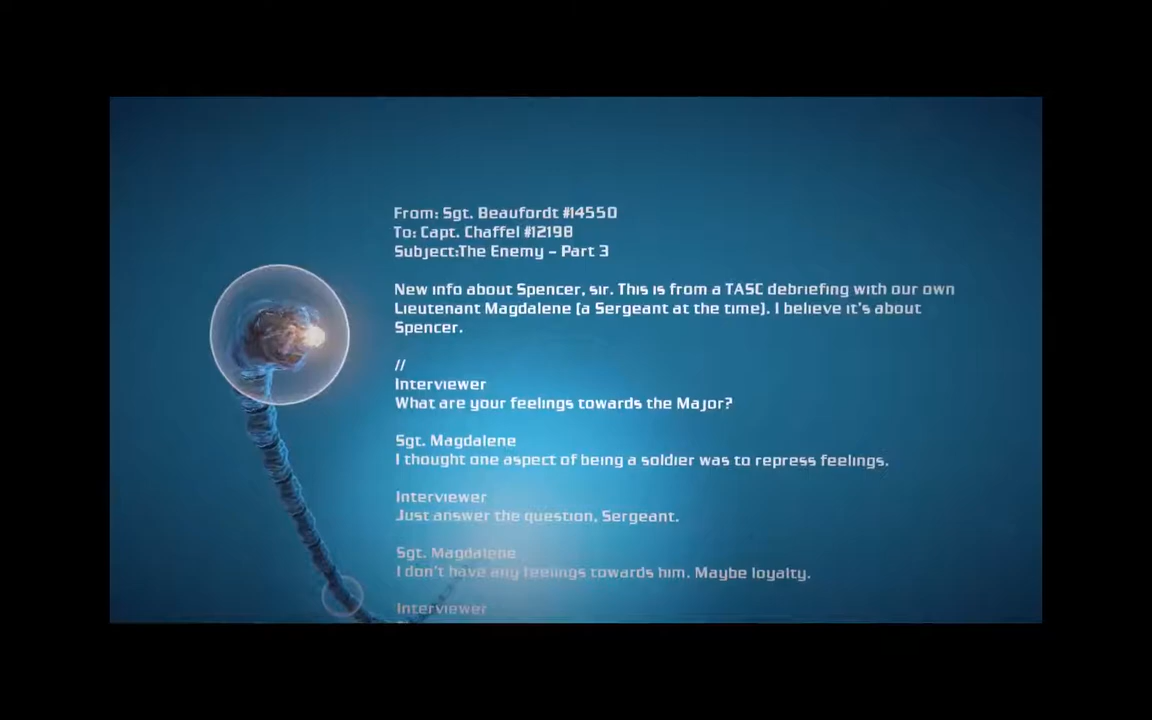 From: Sgt. Beaufordt #14550
To: Capt. Chaffel #12198
Subject:The Enemy – Part 3
New info about Spencer, sir. This is from a TASC debriefing with our own
Lieutenant Magdalene (a Sergeant at the time). I believe it's about
Spencer.
//
Interviewer
What are your feelings towards the Major?
Sgt. Magdalene
I thought one aspect of being a soldier was to repress feelings.
Interviewer
Just answer the question, Sergeant.
Sgt. Magdalene
I don't have any feelings towards him. Maybe loyalty.
Interviewer